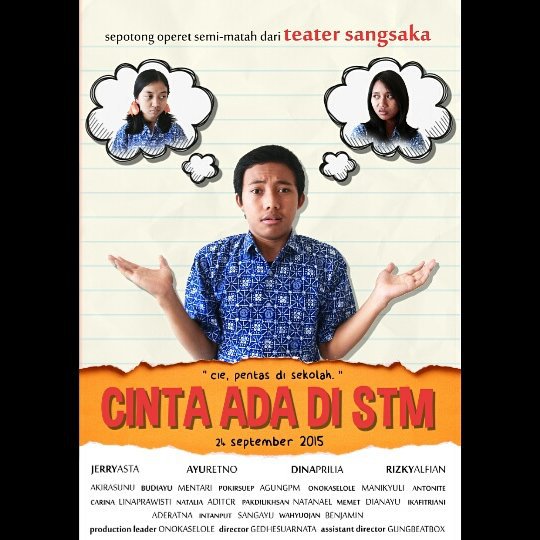 sepotong operet semi-matah dari teater sangsaka
" cie, pentas di sekolah. "
CINTA ADA DI STM
24 september 2015
JERRYASTA AYURETNO DINAPRILIA RIZKYALFIAN
AKIRASUNU BUDIAYU MENTARI PUKIRSUEP AGUNGPM ONOKASELOLE MANIKYULI ANTONITE
CARINA LINAPRAWISTI NATALIA ADITCR PAKDIUKHSAN NATANAEL MEMET DIANAYU IKAFITRIANI
ADERATNA INTANPUT SANGAYU WAHYUOJAN BENJAMIN
production leader ONOKASELOLE director GEDHESUARNATA assistant director GUNGBEATBOX